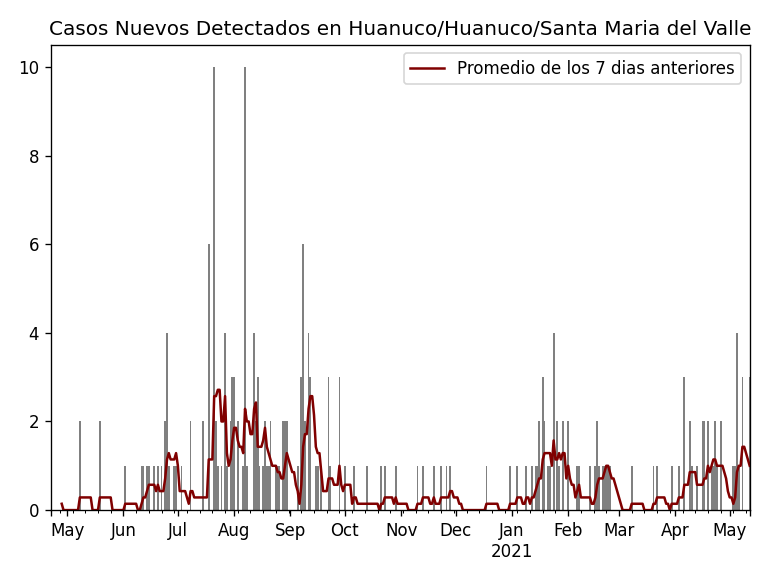 Casos Nuevos Detectados en Huanuco/Huanuco/Santa Maria del Valle
Promedio de los 7 dias anteriores
10
8
6
4
2
0
May Jun Jul Aug Sep Oct Nov Dec Jan Feb Mar Apr May
2021